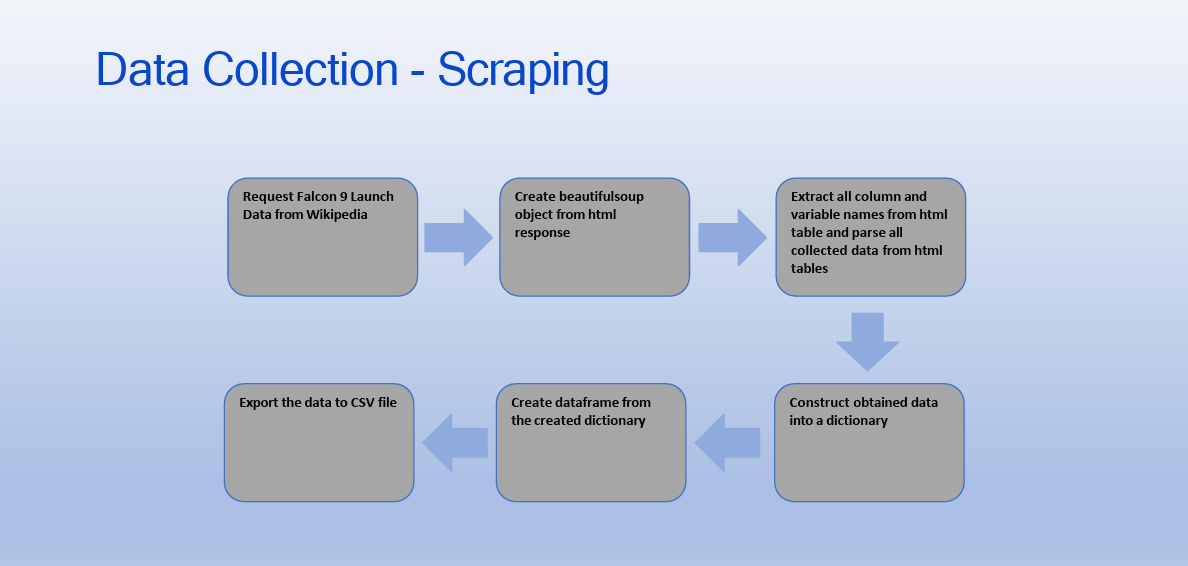 Data Collection - Scraping
Request Falcon 9 Launch
Data from Wikipedia
Create beautifulsoup
object from html
response
Extract all column and
variable names from html
table and parse all
collected data from html
tables
Construct obtained data
into a dictionary
Create dataframe from
the created dictionary
Export the data to CSV file